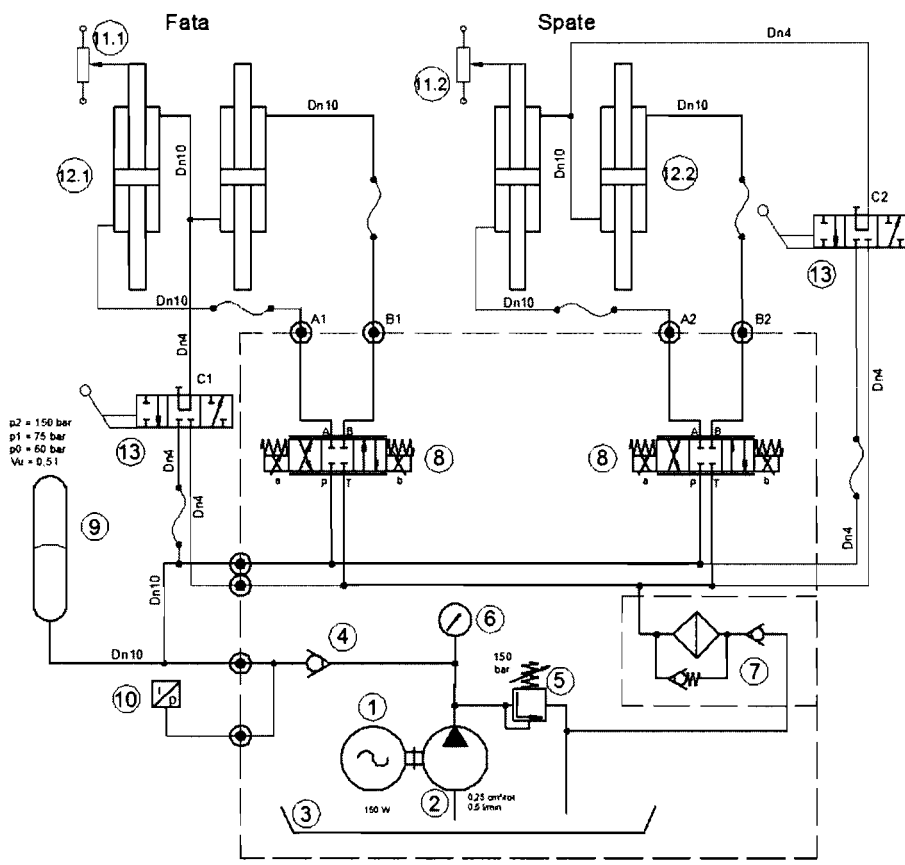 Fata
Spate
11.1
11.2
Dn4
Dn10
Dn10
Dn10
Dn10
12.1
12.2
C2
13
Dn10
Dn10
A1
B1
A2
B2
Dn4
C1
Dn4
p2 = 150 bar
p1 = 75 bar
p0 = 60 bar
Vu = 0,5 l
13
A B
8
A B
8
a
P T
b
a
P T
b
Dn4
Dn4
Dn4
9
Dn10
6
4
Dn10
150
bar
5
7
10
I
p
1
2
150 W
0,25 cm³/rot
0,5 l/min
3